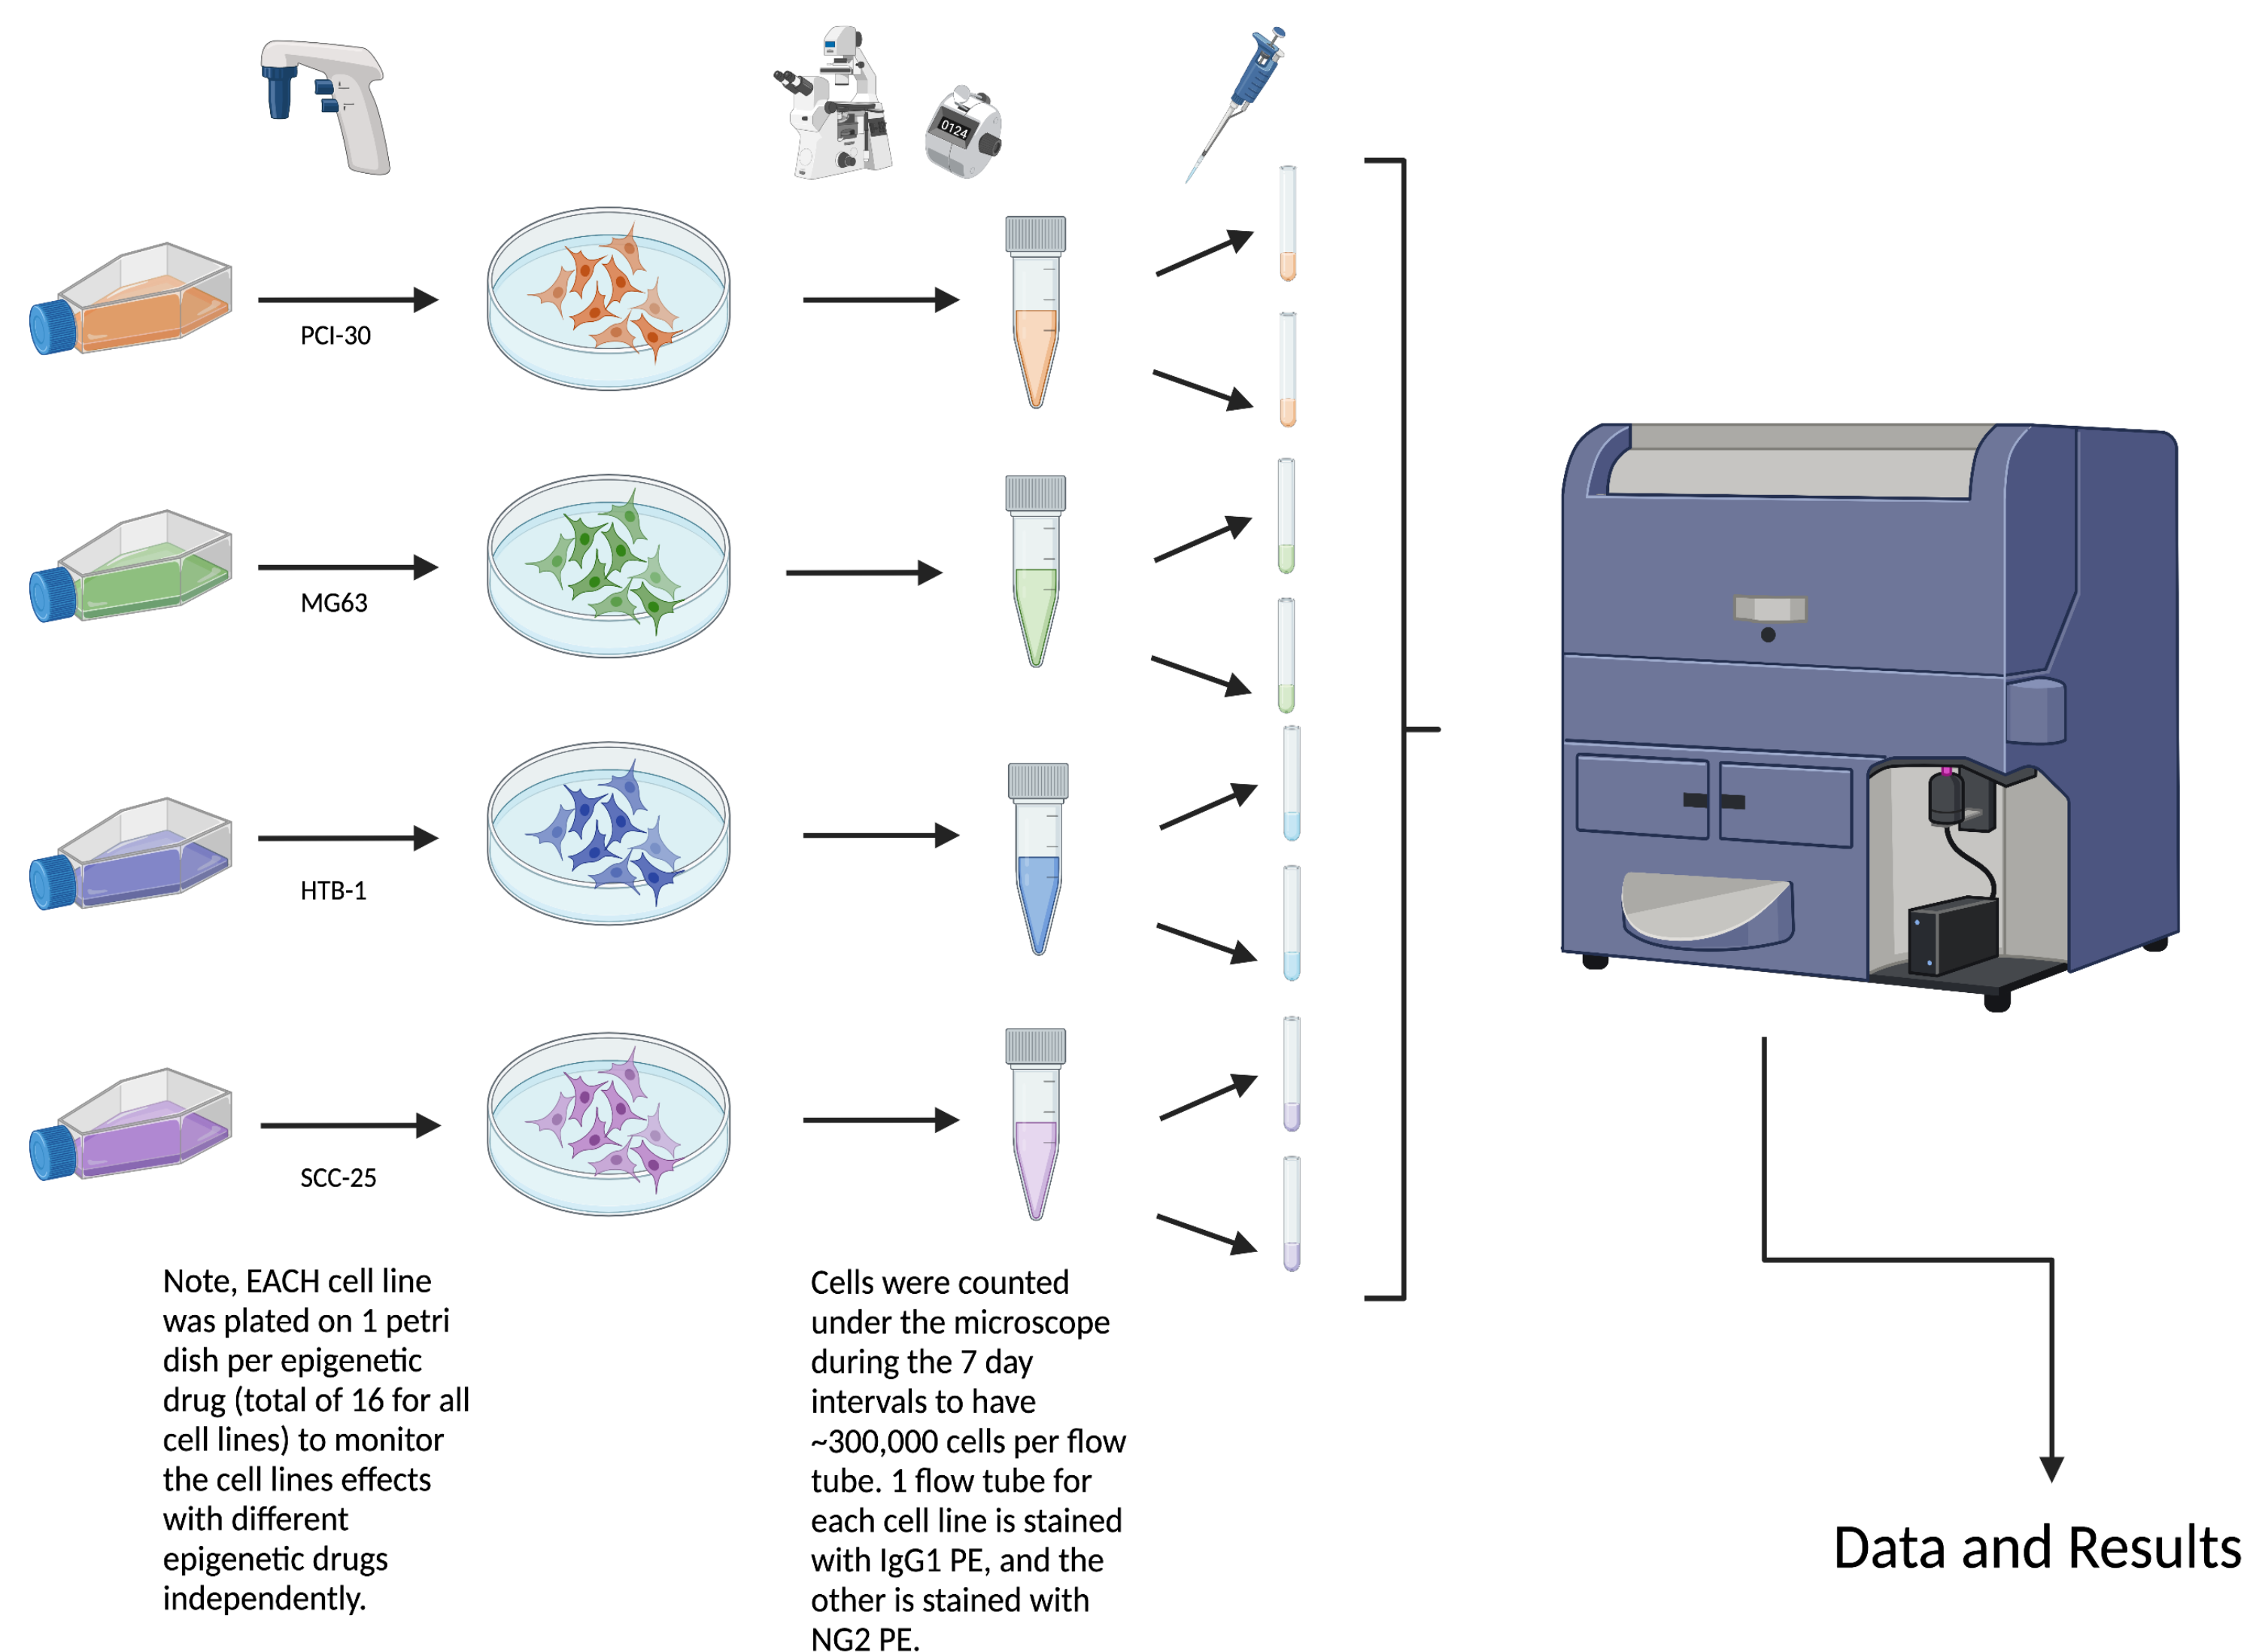 0124
PCI-30
MG63
HTB-1
SCC-25
Note, EACH cell line
was plated on 1 petri
dish per epigenetic
drug (total of 16 for all
cell lines) to monitor
the cell lines effects
with different
epigenetic drugs
independently.
Cells were counted
under the microscope
during the 7 day
intervals to have
~300,000 cells per flow
tube. 1 flow tube for
each cell line is stained
with IgG1 PE, and the
other is stained with
NG2 PE.
Data and Results